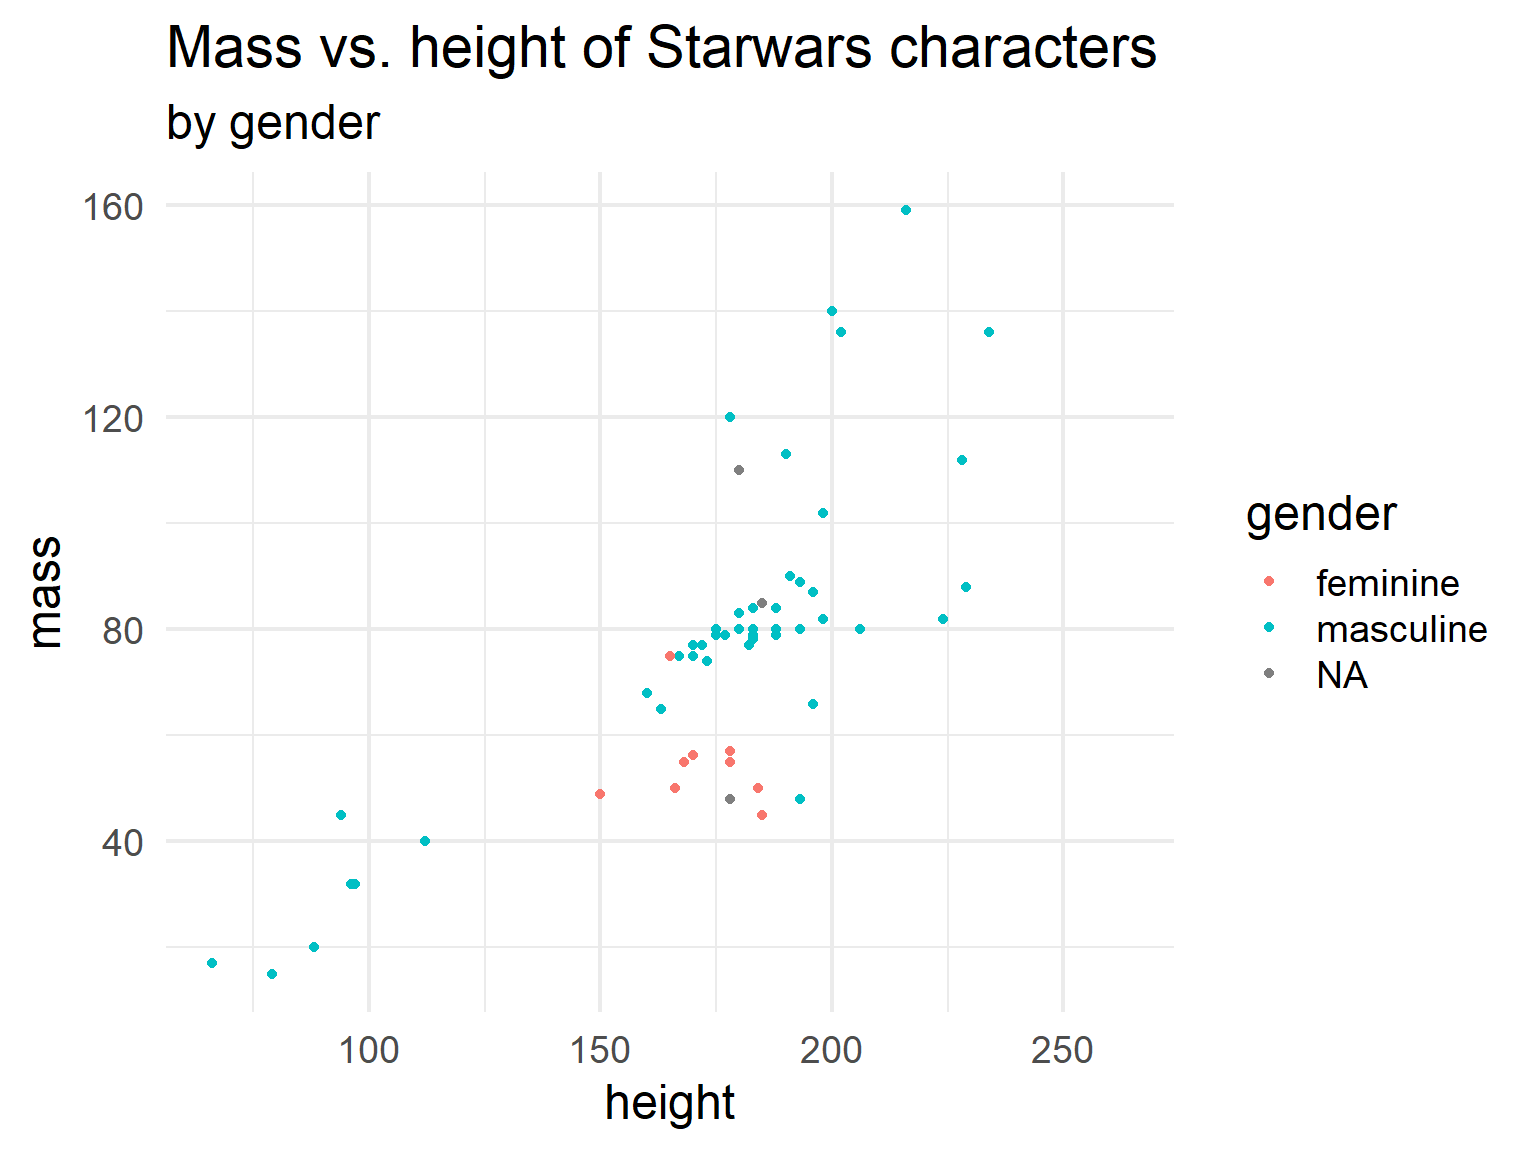 Mass vs. height of Starwars characters
by gender
160
120
80
40
mass
100 150 200 250
height
gender
feminine
masculine
NA